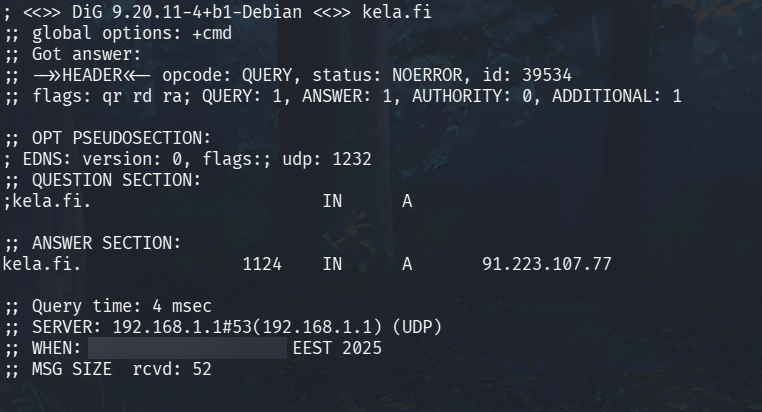 ; <<>> DiG 9.20.11-4+b1-Debian <<>> kela.fi
;; global options: +cmd
;; Got answer:
;; ->>HEADER<<- opcode: QUERY, status: NOERROR, id: 39534
;; flags: qr rd ra; QUERY: 1, ANSWER: 1, AUTHORITY: 0, ADDITIONAL: 1
;; OPT PSEUDOSECTION:
; EDNS: version: 0, flags:; udp: 1232
;; QUESTION SECTION:
;kela.fi. IN A
;; ANSWER SECTION:
kela.fi. 1124 IN A 91.223.107.77
;; Query time: 4 msec
;; SERVER: 192.168.1.1#53(192.168.1.1) (UDP)
;; WHEN: EEST 2025
;; MSG SIZE rcvd: 52